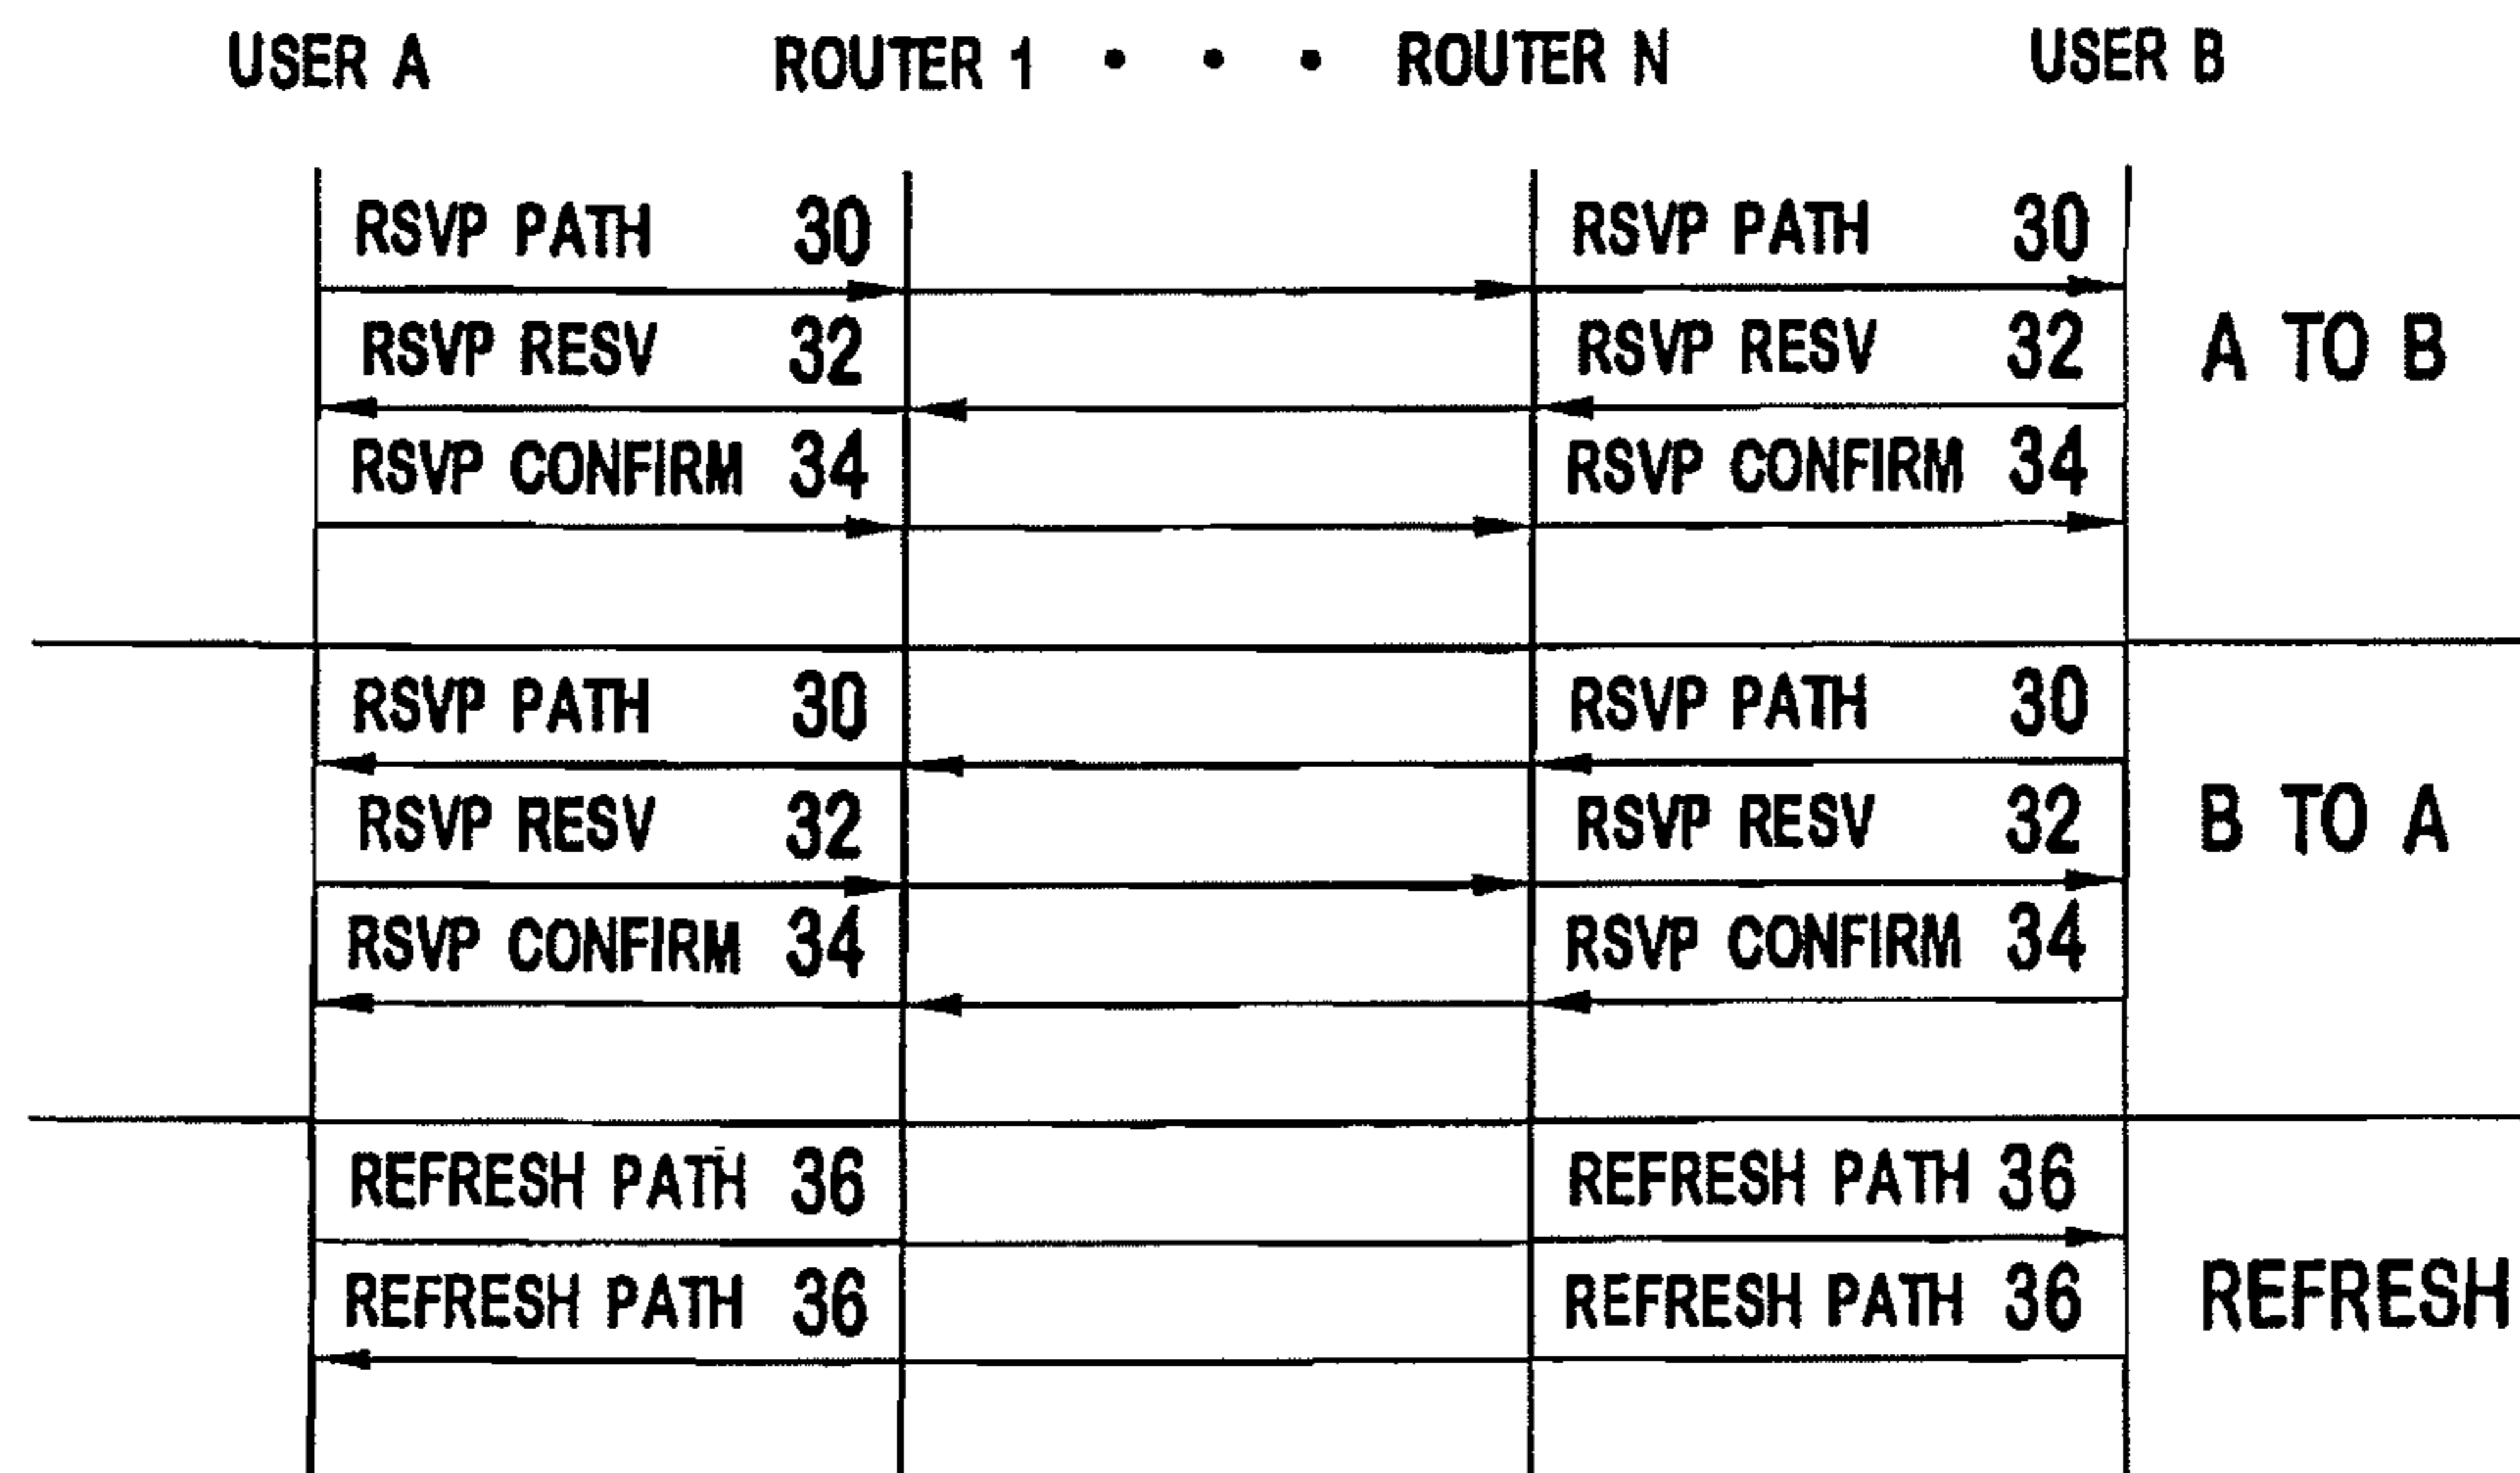 USER A ROUTER 1 • • • ROUTER N USER B
RSVP PATH 30 RSVP PATH 30
RSVP RESV 32 RSVP RESV 32 A TO B
RSVP CONFIRM 34 RSVP CONFIRM 34
RSVP PATH 30 RSVP PATH 30
RSVP RESV 32 RSVP RESV 32 B TO A
RSVP CONFIRM 34 RSVP CONFIRM 34
REFRESH PATH 36 REFRESH PATH 36
REFRESH PATH 36 REFRESH PATH 36 REFRESH